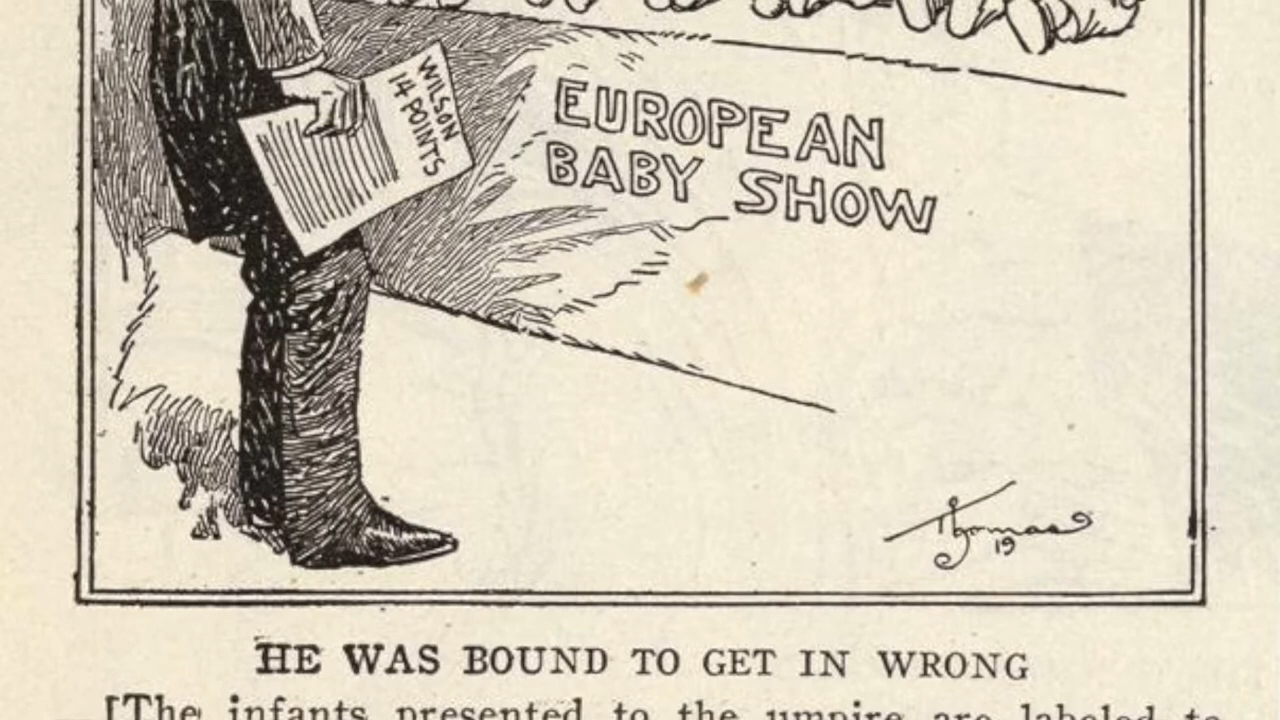 WILSON
14 POINTS
EUROPEAN
BABY SHOW
Thomas
19
HE WAS BOUND TO GET IN WRONG
[The infants presented to the umpire are labeled to